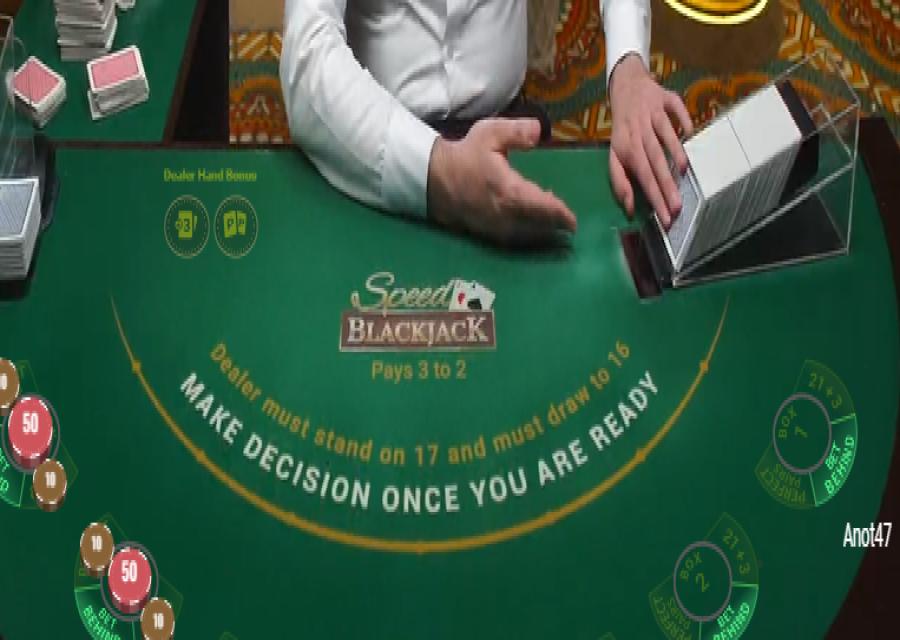 Dealer Hand Bonus
Speed
BLACKJACK
Pays 3 to 2
Dealer must stand on 17 and must draw to 16
MAKE DECISION ONCE YOU ARE READY
50
10
10
50
10
21+3
BOX
PERFECT
PAIRS
BET
BEHIND
Anot47
21+3
BOX
2
PERFECT
PAIRS
BET
BEHIND
BET
BEHIND